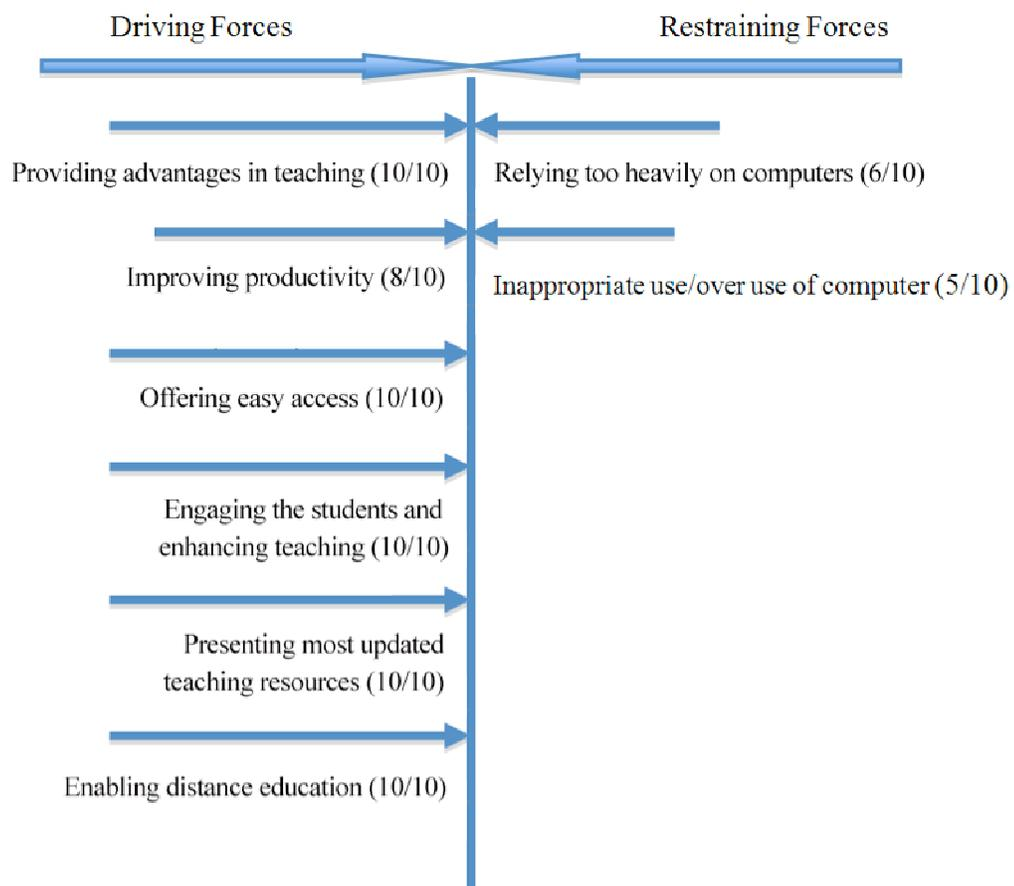 Driving Forces
Restraining Forces
Providing advantages in teaching (10/10)
Relying too heavily on computers (6/10)
Improving productivity (8/10)
Inappropriate use/over use of computer (5/10)
Offering easy access (10/10)
Engaging the students and
enhancing teaching (10/10)
Presenting most updated
teaching resources (10/10)
Enabling distance education (10/10)